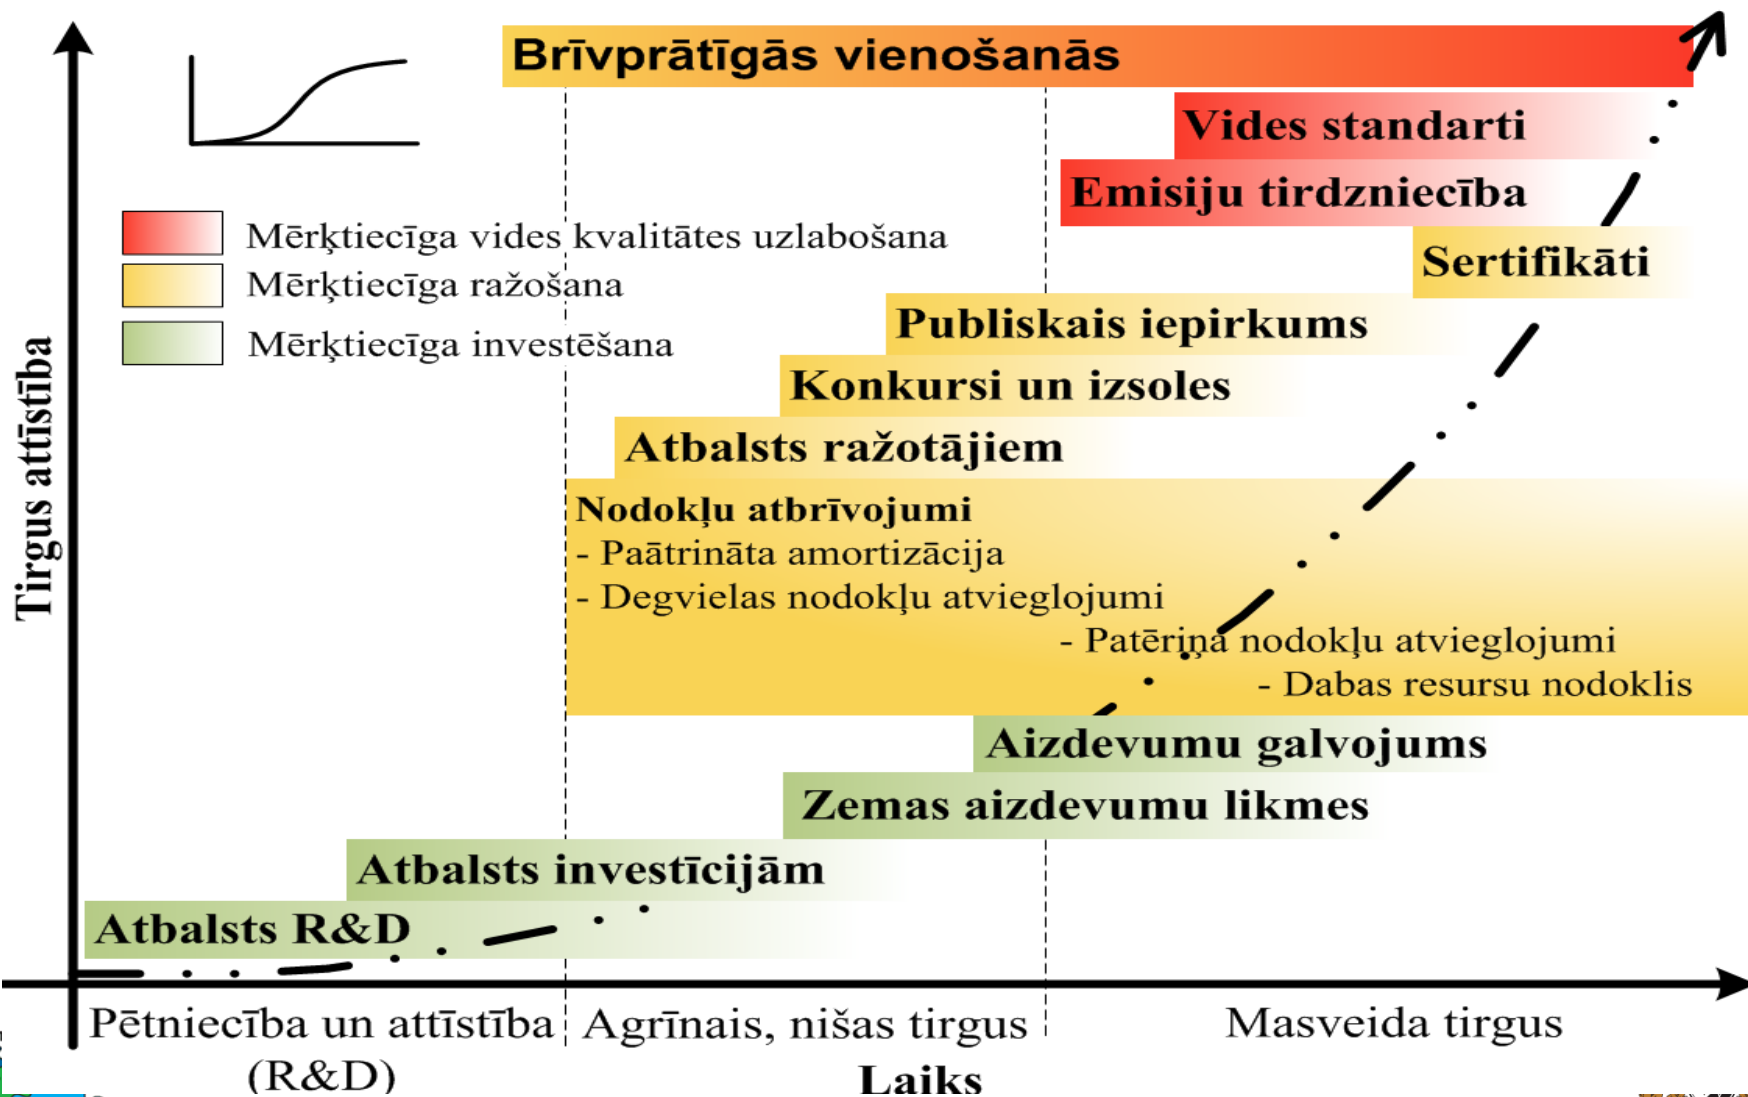 Brīvprātīgās vienošanās
Vides standarti
Emisiju tirdzniecība
Mērķtiecīga vides kvalitātes uzlabošana
Sertifikāti
Mērķtiecīga ražošana
Publiskais iepirkums
Mērķtiecīga investēšana
Konkursi un izsoles
Atbalsts ražotājiem
Tirgus attīstība
Nodokļu atbrīvojumi
- Paātrināta amortizācija
- Degvielas nodokļu atvieglojumi
- Patēriņa nodokļu atvieglojumi
- Dabas resursu nodoklis
Aizdevumu galvojums
Zemas aizdevumu likmes
Atbalsts investīcijām
Atbalsts R&D
Pētniecība un attīstība
(R&D)
Agrīnais, nišas tirgus
Masveida tirgus
Laiks